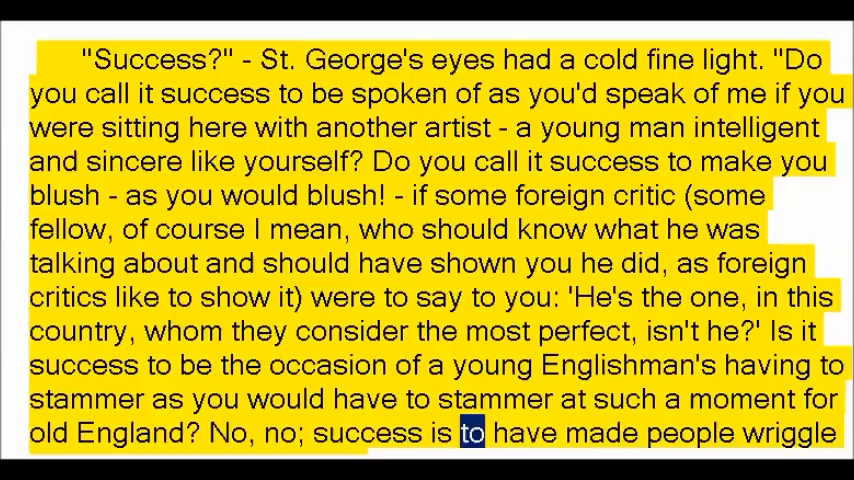 "Success?" - St. George's eyes had a cold fine light. "Do
you call it success to be spoken of as you'd speak of me if you
were sitting here with another artist - a young man intelligent
and sincere like yourself? Do you call it success to make you
blush - as you would blush! - if some foreign critic (some
fellow, of course I mean, who should know what he was
talking about and should have shown you he did, as foreign
critics like to show it) were to say to you: 'He's the one, in this
country, whom they consider the most perfect, isn't he?' Is it
success to be the occasion of a young Englishman's having to
stammer as you would have to stammer at such a moment for
old England? No, no; success is to have made people wriggle